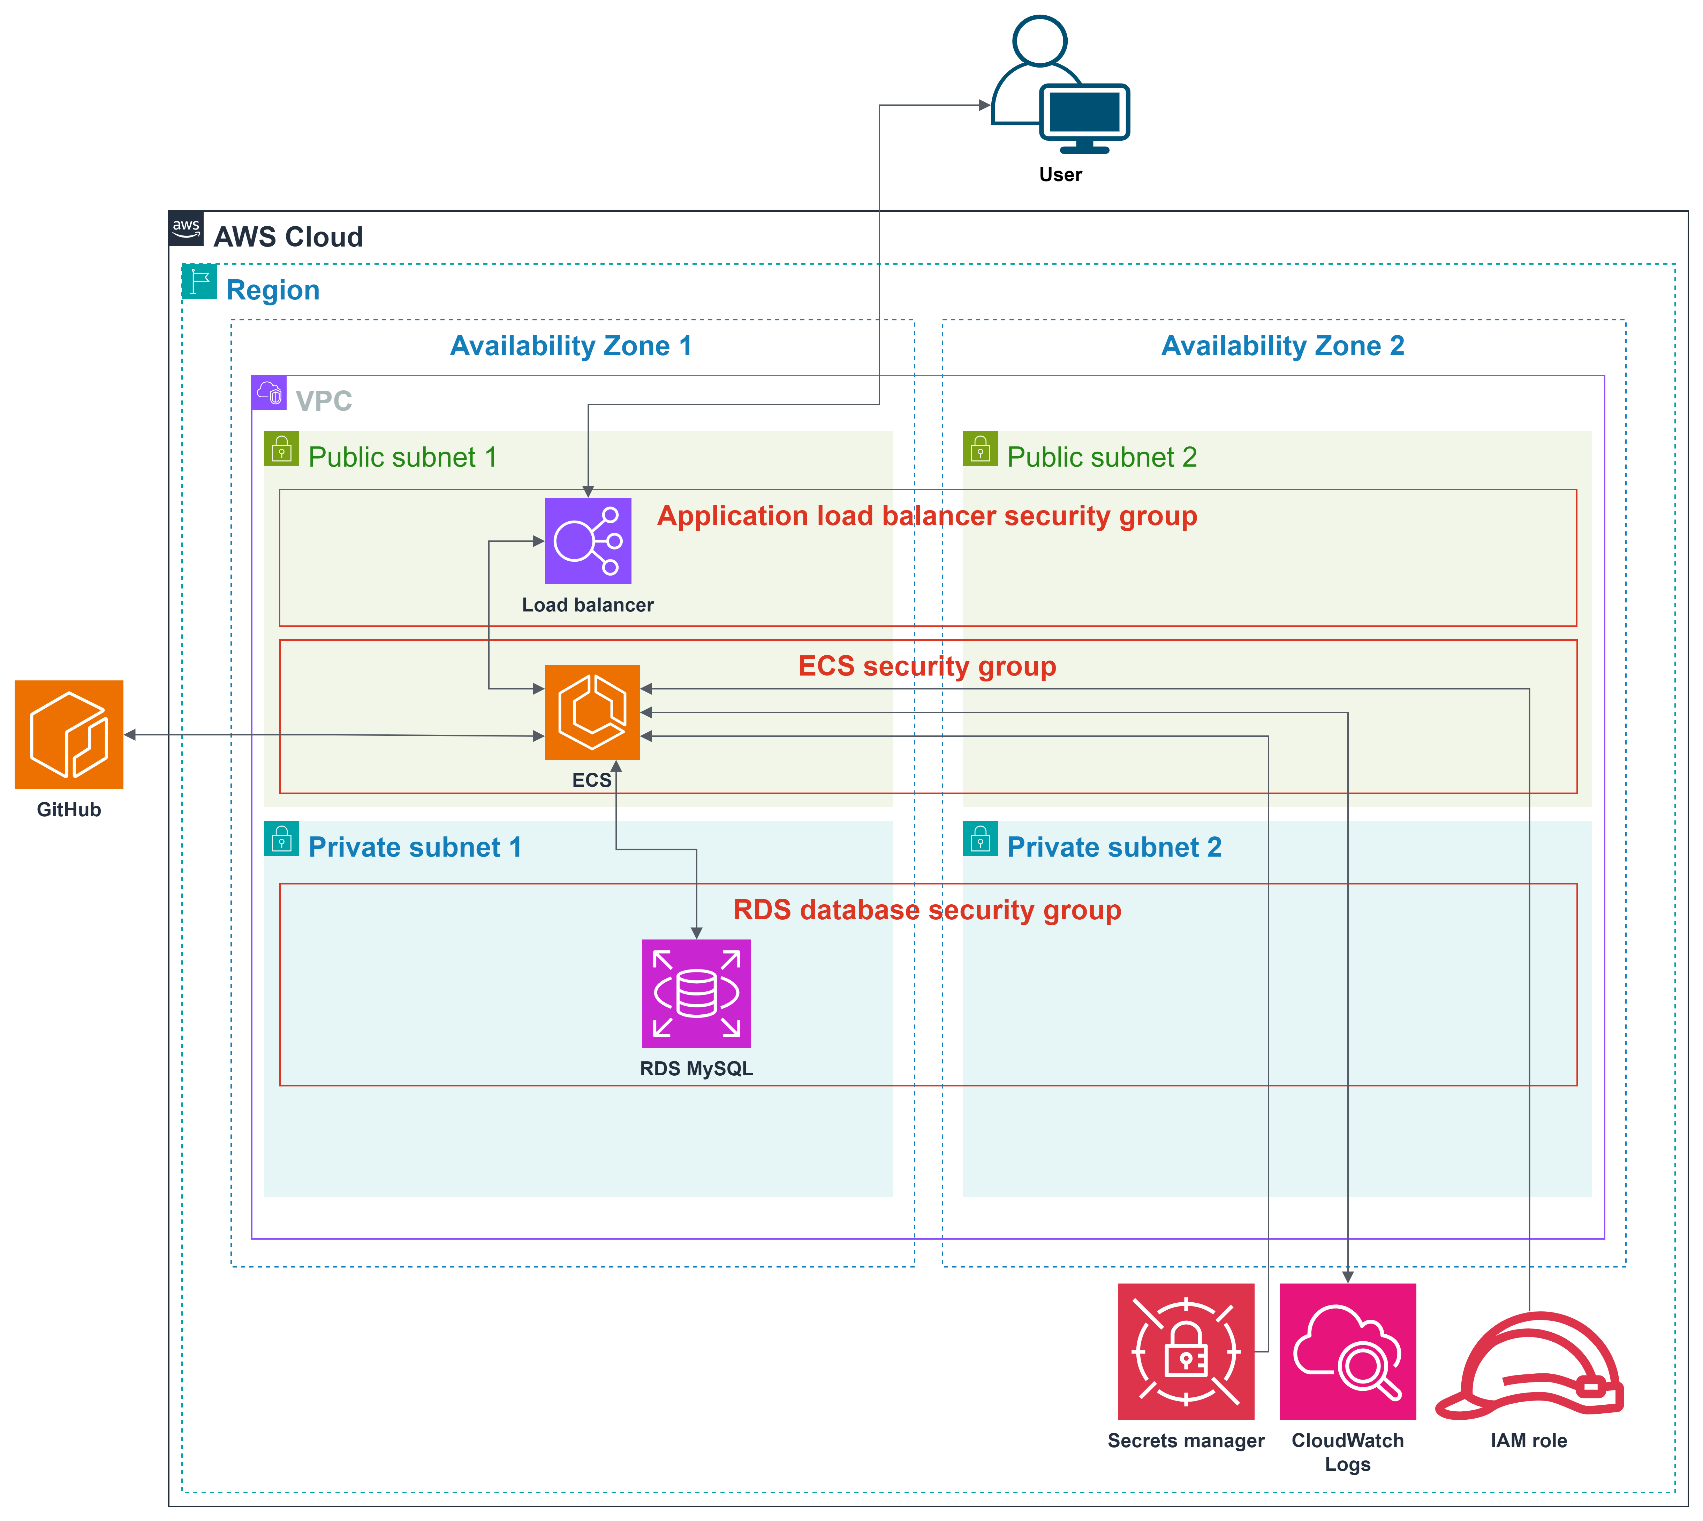 User
aws
AWS Cloud
Region
Availability Zone 1
Availability Zone 2
VPC
Public subnet 1
Public subnet 2
Application load balancer security group
Load balancer
ECS security group
ECS
GitHub
Private subnet 1
Private subnet 2
RDS database security group
RDS MySQL
Secrets manager
CloudWatch
Logs
IAM role